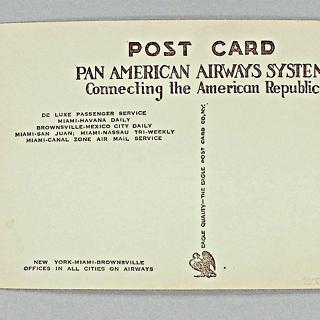 POST CARD
PAN AMERICAN AIRWAYS SYSTEM
Connecting the American Republic
DE LUXE PASSENGER SERVICE
MIAMI-HAVANA DAILY
BROWNSVILLE-MEXICO CITY DAILY
MIAMI-SAN JUAN; MIAMI-NASSAU TRI-WEEKLY
MIAMI-CANAL ZONE AIR MAIL SERVICE
EAGLE QUALITY—THE EAGLE POST CARD CO., N.Y.
NEW YORK-MIAMI-BROWNSVILLE
OFFICES IN ALL CITIES ON AIRWAYS